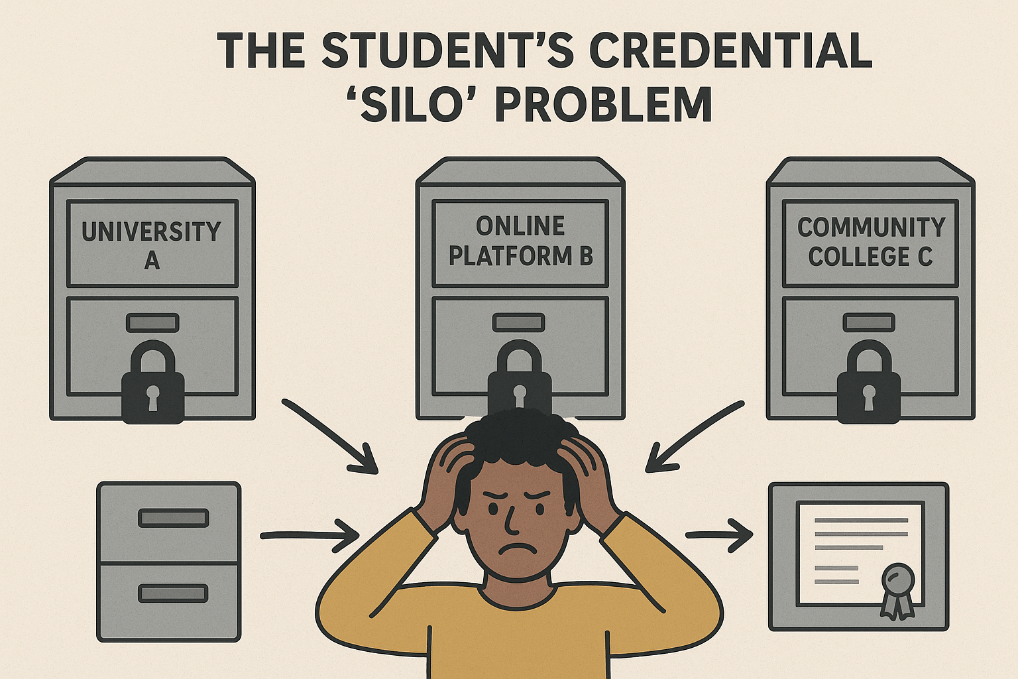 THE STUDENT’S CREDENTIAL
‘SILO’ PROBLEM
UNIVERSITY
A
ONLINE
PLATFORM B
COMMUNITY
COLLEGE C